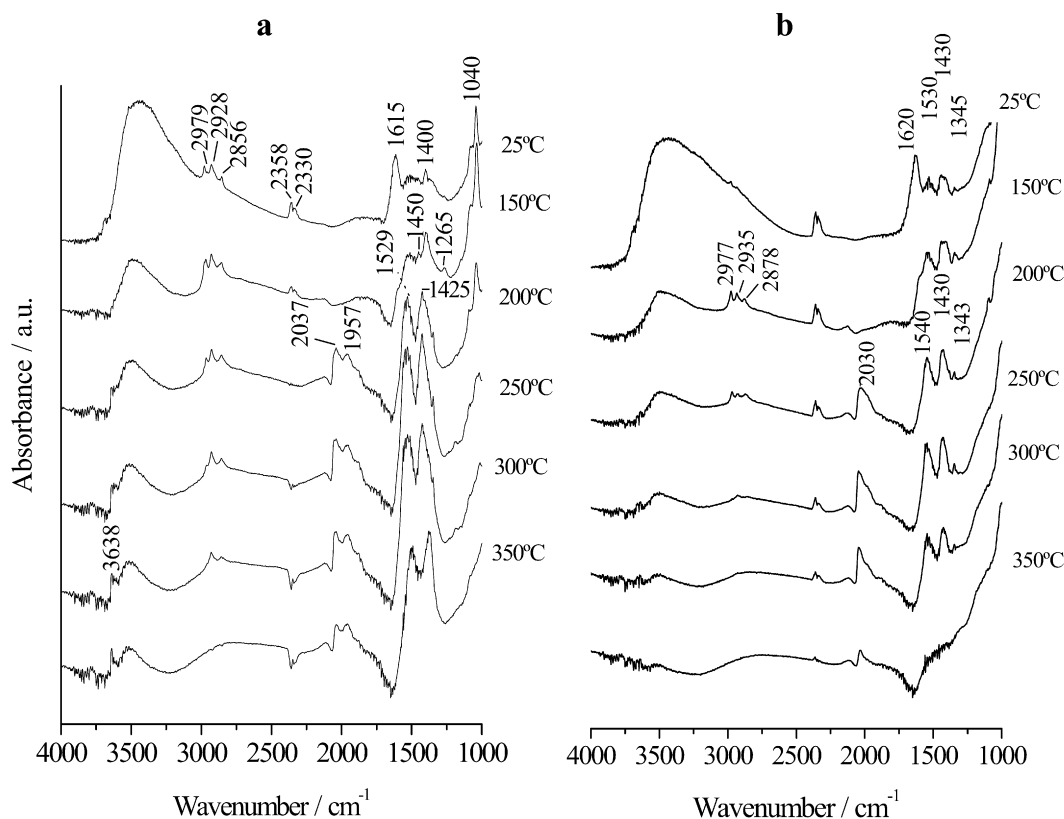 a
b
Absorbance / a.u.
2979
2928
2856
2358
2330
1615
1400
1040
25ºC
150ºC
1529
1450
1265
1425
200ºC
2037
1957
250ºC
300ºC
3638
350ºC
4000 3500 3000 2500 2000 1500 1000
Wavenumber / cm-1
1620
1530
1430
1345
25ºC
150ºC
2977
2935
2878
200ºC
2030
1540
1430
1343
250ºC
300ºC
350ºC
4000 3500 3000 2500 2000 1500 1000
Wavenumber / cm-1